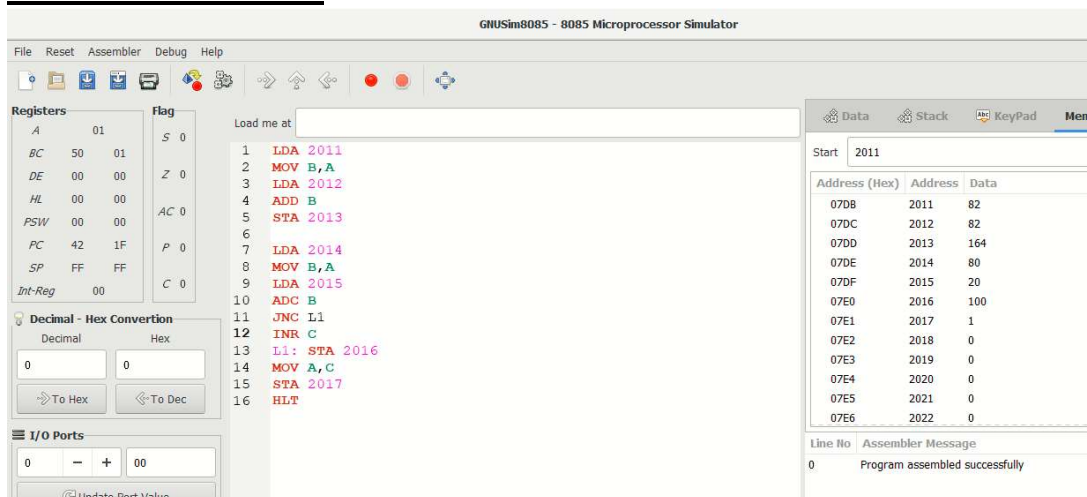 GNUSim8085 - 8085 Microprocessor Simulator
File Reset Assembler Debug Help
Registers
A 01
BC 50 01
DE 00 00
HL 00 00
PSW 00 00
PC 42 1F
SP FF FF
Int-Reg 00
Flag
S 0
Z 0
AC 0
P 0
C 0
Decimal - Hex Convertion
Decimal Hex
0 0
To Hex To Dec
I/O Ports
0 − + 00
Update Port Value
Load me at
1 LDA 2011
2 MOV B,A
3 LDA 2012
4 ADD B
5 STA 2013
6
7 LDA 2014
8 MOV B,A
9 LDA 2015
10 ADC B
11 JNC L1
12 INR C
13 L1: STA 2016
14 MOV A,C
15 STA 2017
16 HLT
Data Stack Abc KeyPad Mem
Start 2011
Address (Hex) Address Data
07DB 2011 82
07DC 2012 82
07DD 2013 164
07DE 2014 80
07DF 2015 20
07E0 2016 100
07E1 2017 1
07E2 2018 0
07E3 2019 0
07E4 2020 0
07E5 2021 0
07E6 2022 0
Line No Assembler Message
0 Program assembled successfully